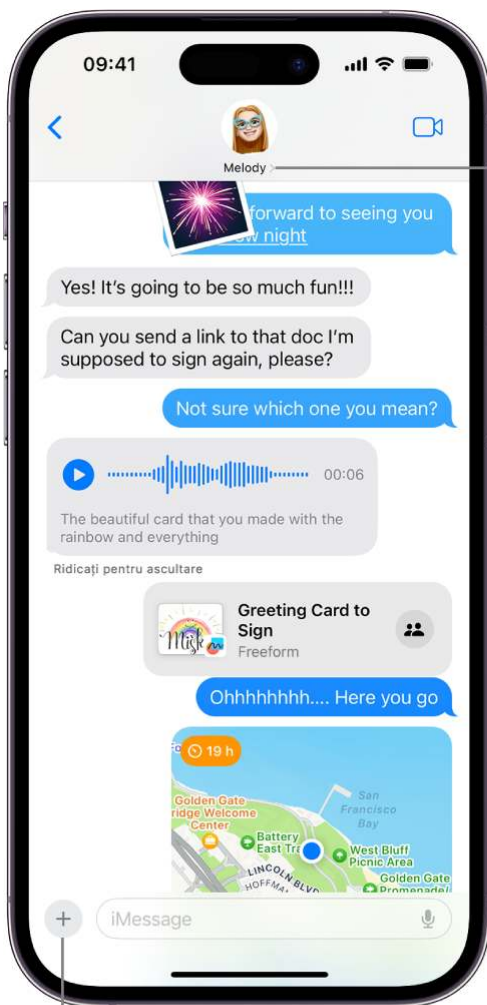 09:41
Melody
forward to seeing you
night
Yes! It's going to be so much fun!!!
Can you send a link to that doc I'm
supposed to sign again, please?
Not sure which one you mean?
00:06
The beautiful card that you made with the
rainbow and everything
Ridicați pentru ascultare
Greeting Card to
Sign
Freeform
Ohhhhhhhh.... Here you go
19 h
San
Francisco
Bay
Golden Gate
Welcome
Center
Battery
East
West Bluff
Picnic Area
LINCOLN BLVD
Golden Gate
Promenade
iMessage